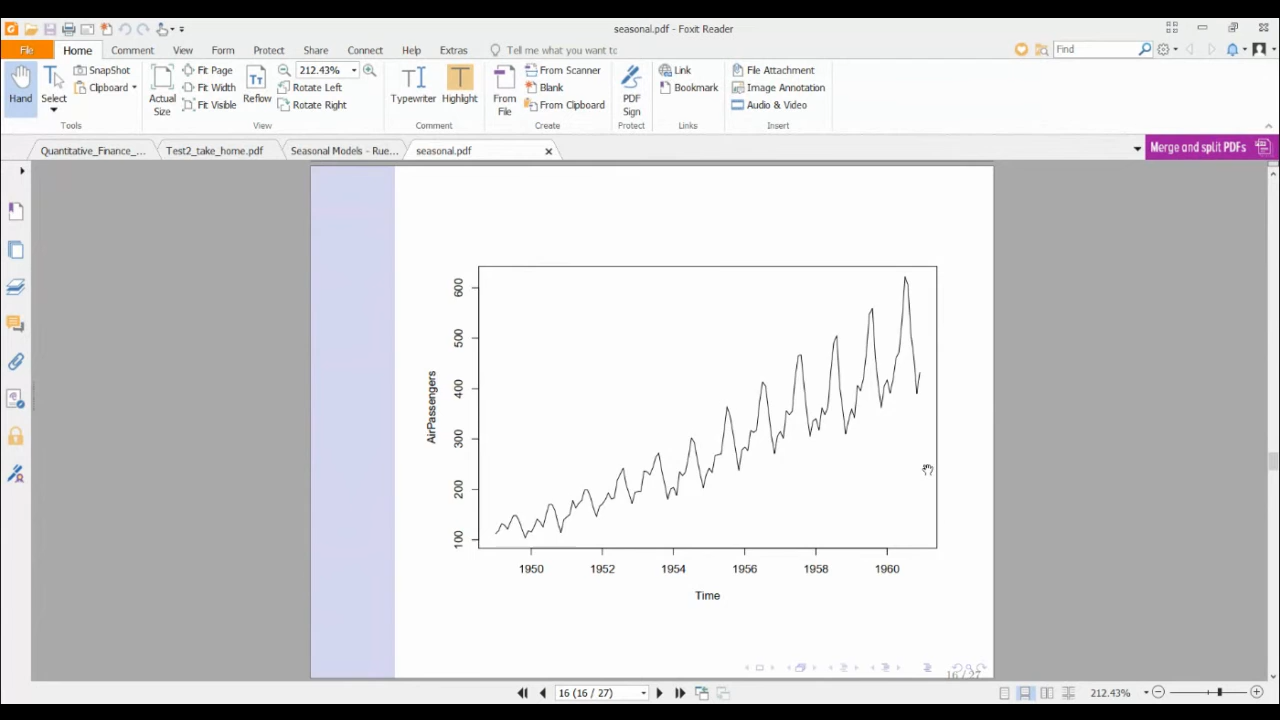 seasonal.pdf - Foxit Reader
File Home Comment View Form Protect Share Connect Help Extras Tell me what you want to Find
Hand
Select
SnapShot
Clipboard
Tools
Actual Size
Fit Page
Fit Width
Fit Visible
Reflow
212.43%
Rotate Left
Rotate Right
View
Typewriter
Highlight
Comment
From File
From Scanner
Blank
From Clipboard
Create
PDF Sign
Protect
Link
Bookmark
Links
File Attachment
Image Annotation
Audio & Video
Insert
Quantitative_Finance_... Test2_take_home.pdf Seasonal Models - Rue... seasonal.pdf
Merge and split PDFs
AirPassengers
600
500
400
300
200
100
1950 1952 1954 1956 1958 1960
Time
16 / 27
16 (16 / 27)
212.43%